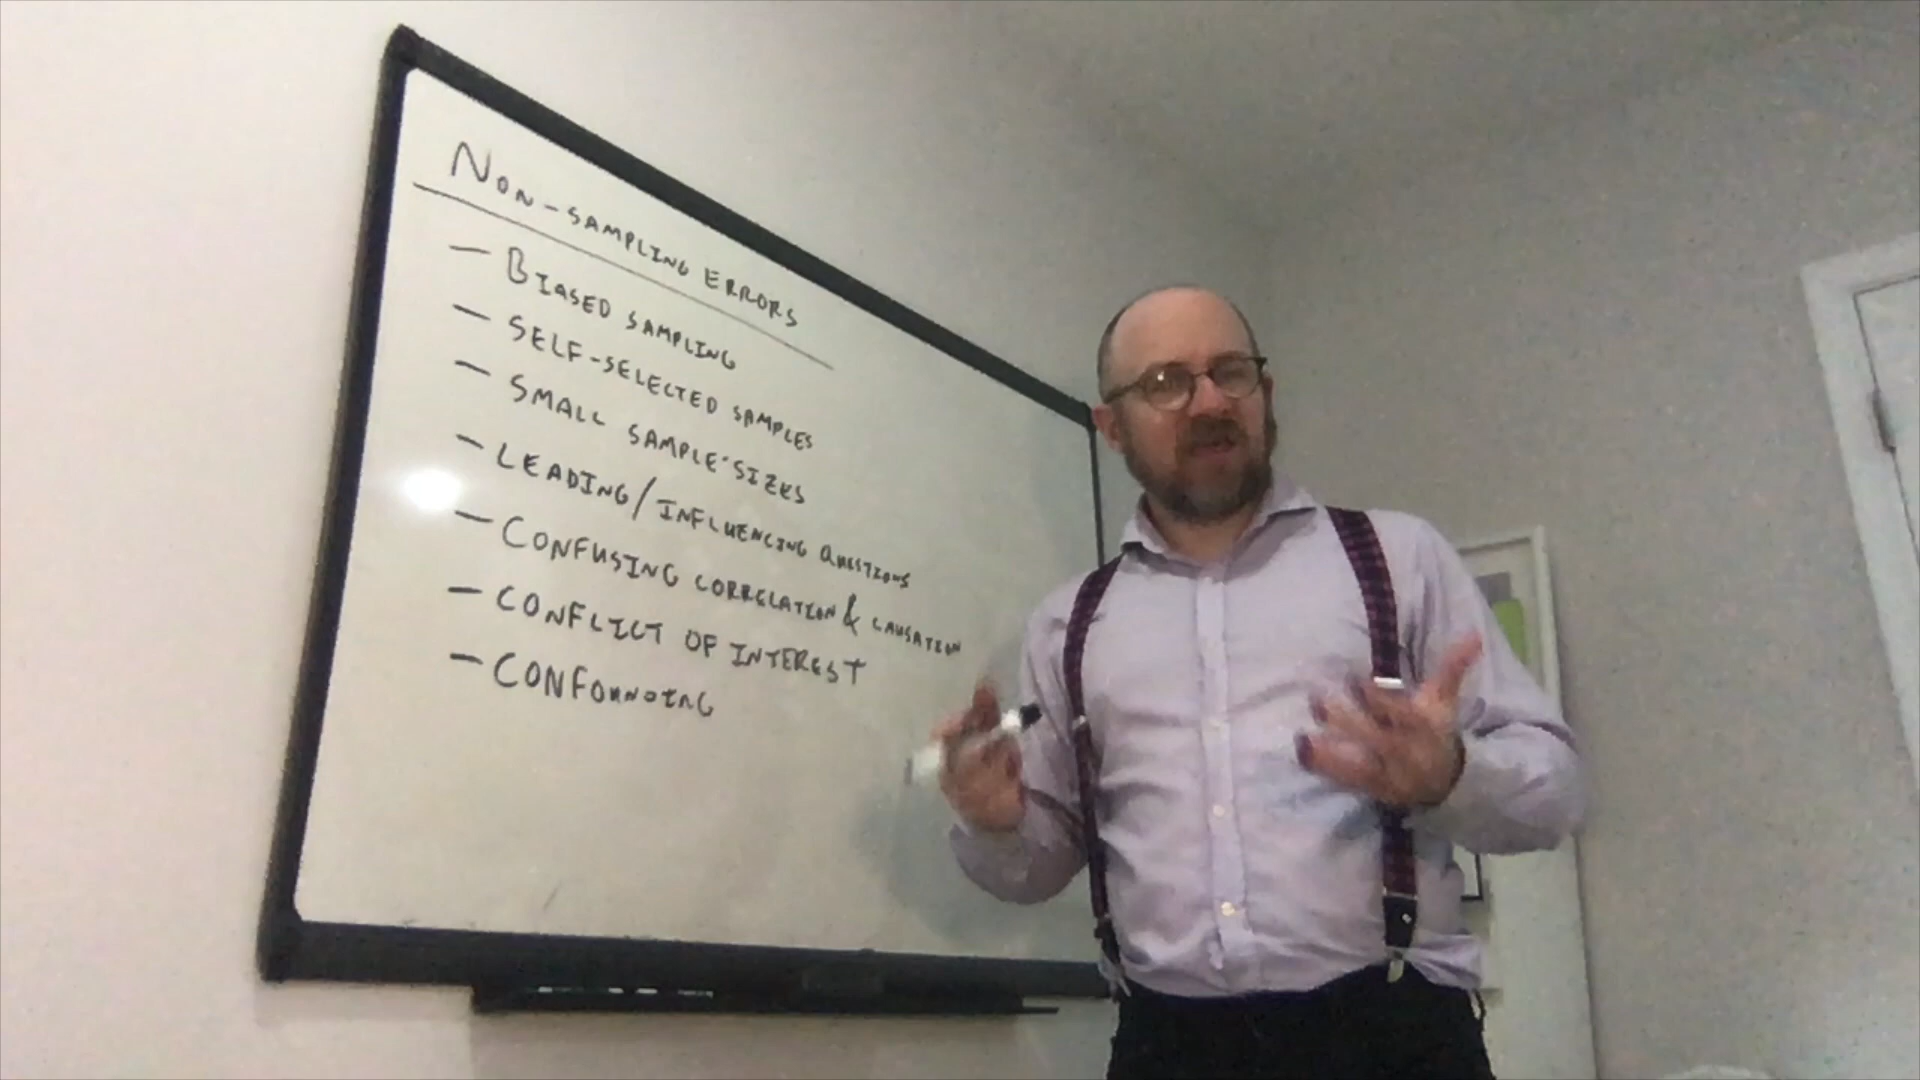 NON-SAMPLING ERRORS
- BIASED SAMPLING
- SELF-SELECTED SAMPLES
- SMALL SAMPLE SIZES
- LEADING/INFLUENCING QUESTIONS
- CONFUSING CORRELATION & CAUSATION
- CONFLICT OF INTEREST
- CONFOUNDING